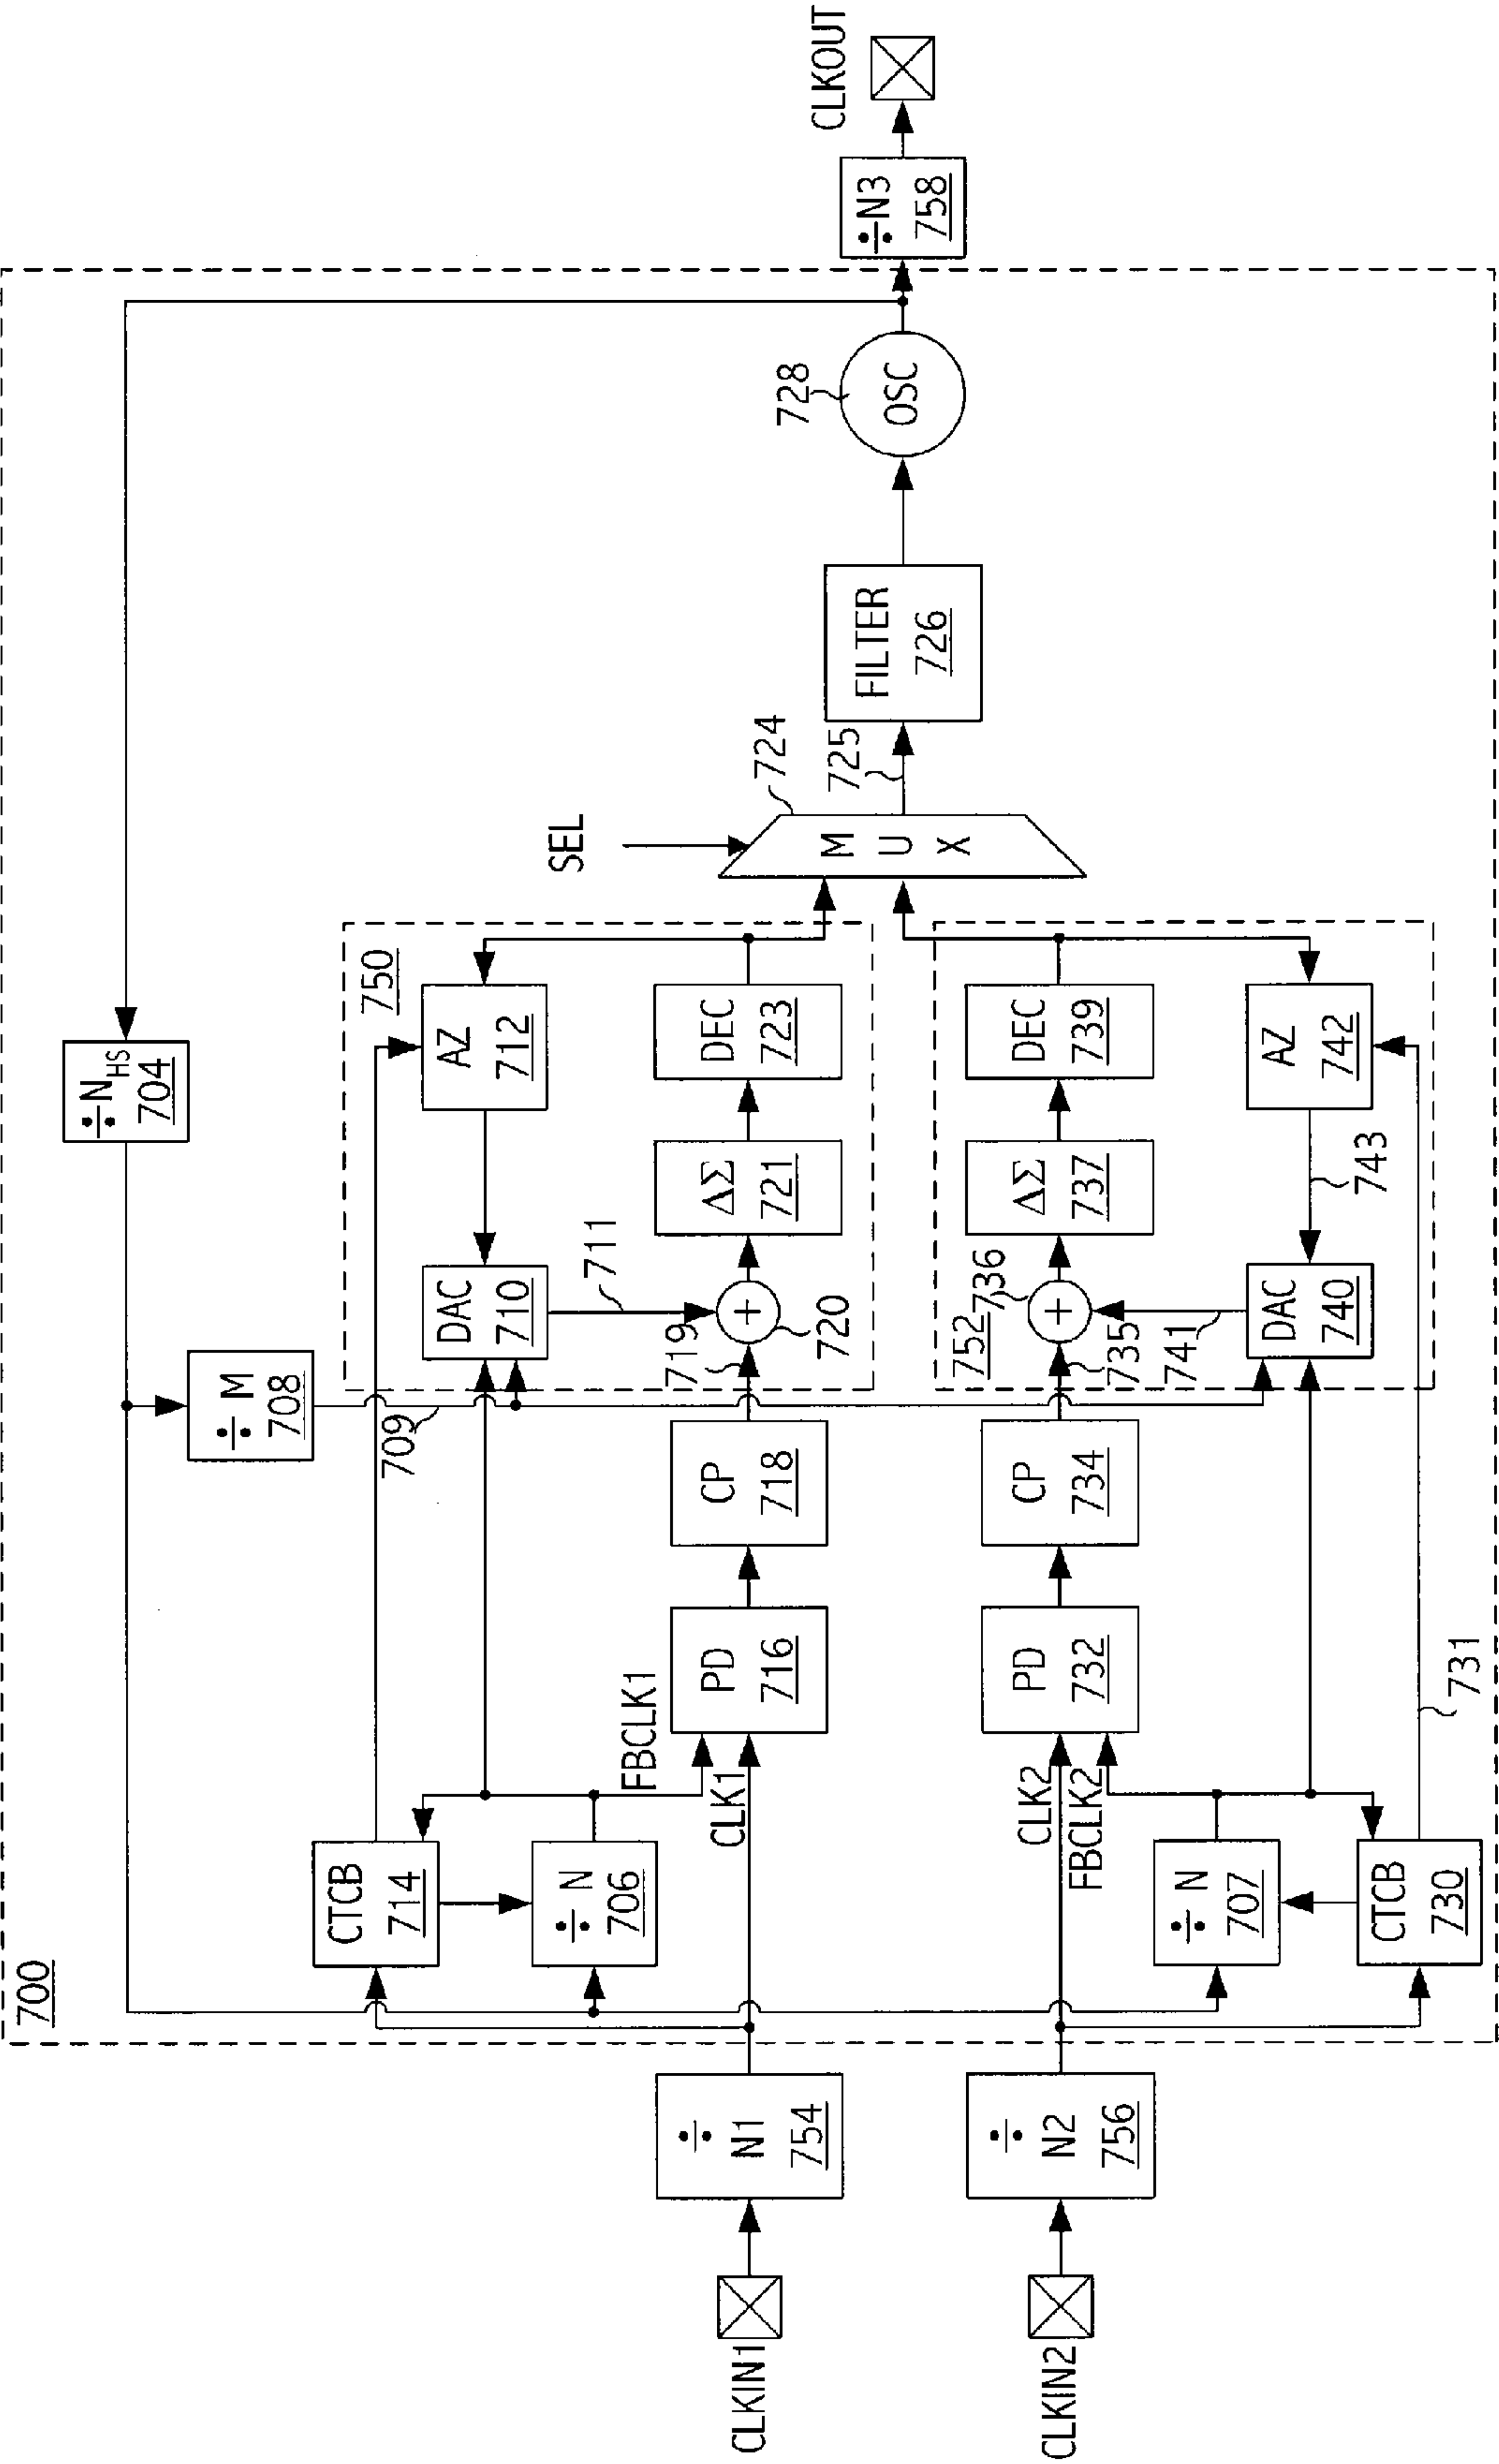 700
÷NHS
704
÷ M
708
709
CTCB
714
÷ N
706
FBCLK1
CLK1
750
DAC
710
711
AZ
712
PD
716
CP
718
719
+
720
ΔΣ
721
DEC
723
SEL
724
M
U
X
725
FILTER
726
728
OSC
÷N3
758
CLKOUT
CLKIN1
÷
N1
754
CLKIN2
÷
N2
756
CLK2
FBCLK2
PD
732
CP
734
735
752
736
+
ΔΣ
737
DEC
739
741
DAC
740
743
AZ
742
÷ N
707
CTCB
730
731